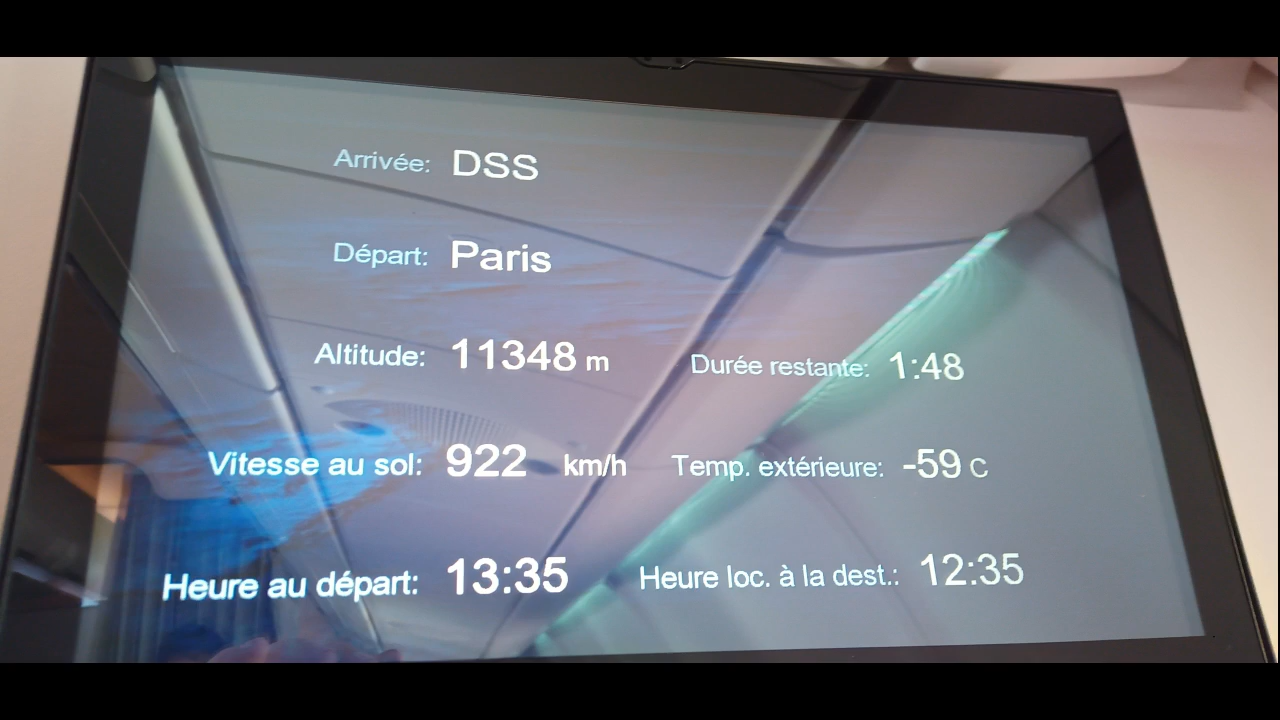 Arrivée: DSS
Départ: Paris
Altitude: 11348 m Durée restante: 1:48
Vitesse au sol: 922 km/h Temp. extérieure: -59 C
Heure au départ: 13:35 Heure loc. à la dest.: 12:35